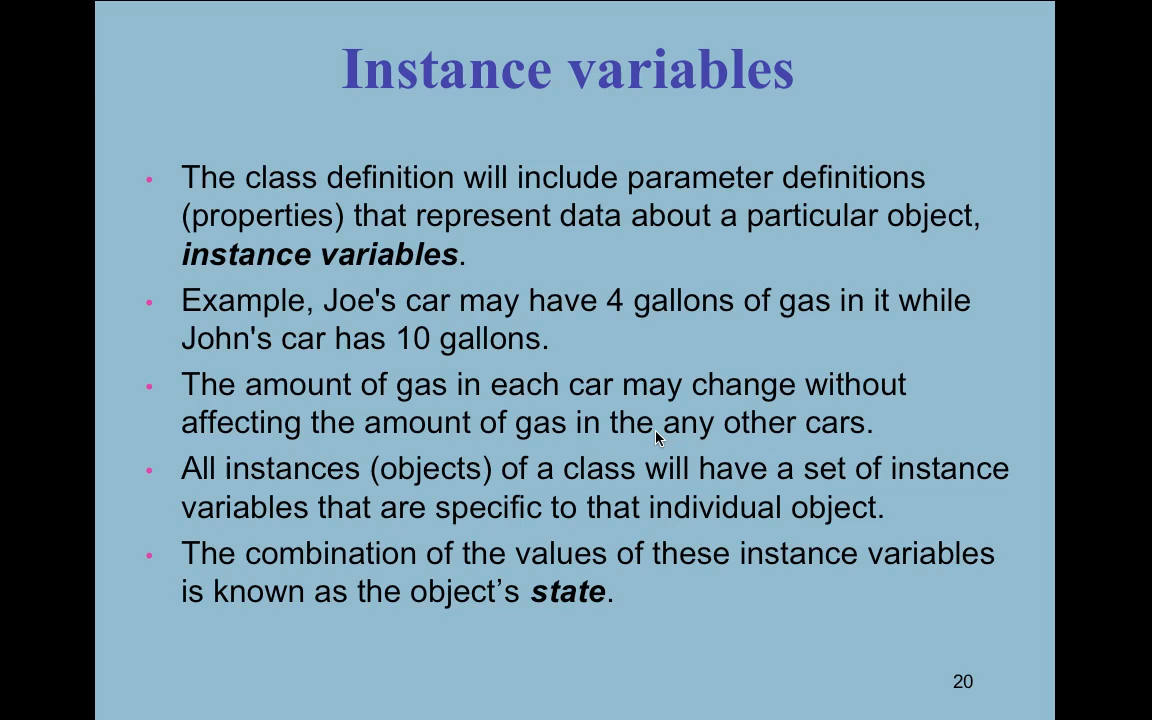 Instance variables
• The class definition will include parameter definitions
(properties) that represent data about a particular object,
instance variables.
• Example, Joe's car may have 4 gallons of gas in it while
John's car has 10 gallons.
• The amount of gas in each car may change without
affecting the amount of gas in the any other cars.
• All instances (objects) of a class will have a set of instance
variables that are specific to that individual object.
• The combination of the values of these instance variables
is known as the object’s state.
20